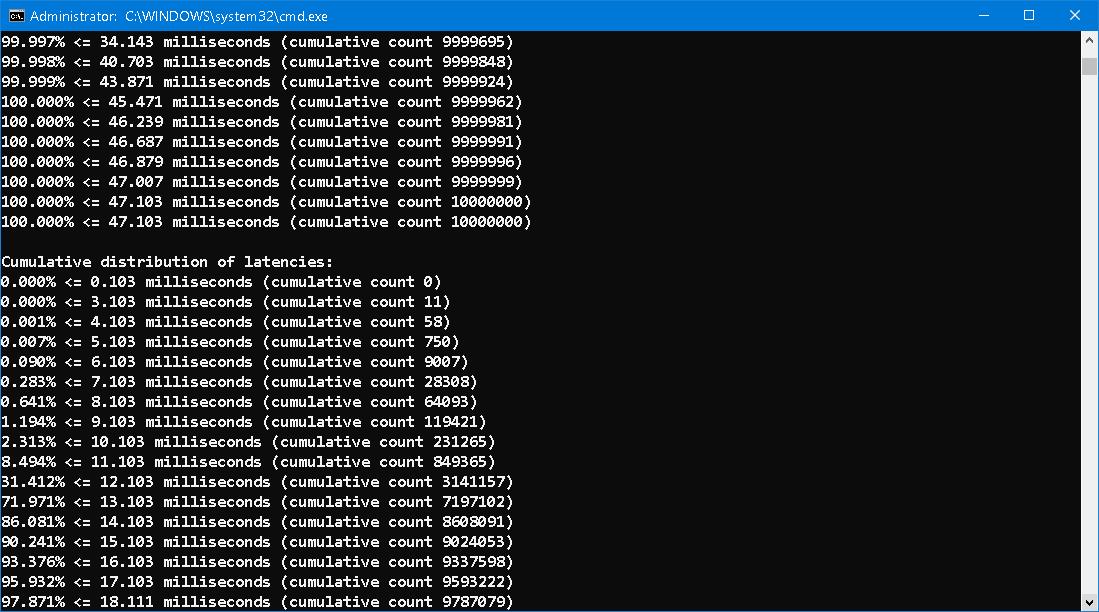 Administrator: C:\WINDOWS\system32\cmd.exe
99.997% <= 34.143 milliseconds (cumulative count 9999695)
99.998% <= 40.703 milliseconds (cumulative count 9999848)
99.999% <= 43.871 milliseconds (cumulative count 9999924)
100.000% <= 45.471 milliseconds (cumulative count 9999962)
100.000% <= 46.239 milliseconds (cumulative count 9999981)
100.000% <= 46.687 milliseconds (cumulative count 9999991)
100.000% <= 46.879 milliseconds (cumulative count 9999996)
100.000% <= 47.007 milliseconds (cumulative count 9999999)
100.000% <= 47.103 milliseconds (cumulative count 10000000)
100.000% <= 47.103 milliseconds (cumulative count 10000000)
Cumulative distribution of latencies:
0.000% <= 0.103 milliseconds (cumulative count 0)
0.000% <= 3.103 milliseconds (cumulative count 11)
0.001% <= 4.103 milliseconds (cumulative count 58)
0.007% <= 5.103 milliseconds (cumulative count 750)
0.090% <= 6.103 milliseconds (cumulative count 9007)
0.283% <= 7.103 milliseconds (cumulative count 28308)
0.641% <= 8.103 milliseconds (cumulative count 64093)
1.194% <= 9.103 milliseconds (cumulative count 119421)
2.313% <= 10.103 milliseconds (cumulative count 231265)
8.494% <= 11.103 milliseconds (cumulative count 849365)
31.412% <= 12.103 milliseconds (cumulative count 3141157)
71.971% <= 13.103 milliseconds (cumulative count 7197102)
86.081% <= 14.103 milliseconds (cumulative count 8608091)
90.241% <= 15.103 milliseconds (cumulative count 9024053)
93.376% <= 16.103 milliseconds (cumulative count 9337598)
95.932% <= 17.103 milliseconds (cumulative count 9593222)
97.871% <= 18.111 milliseconds (cumulative count 9787079)